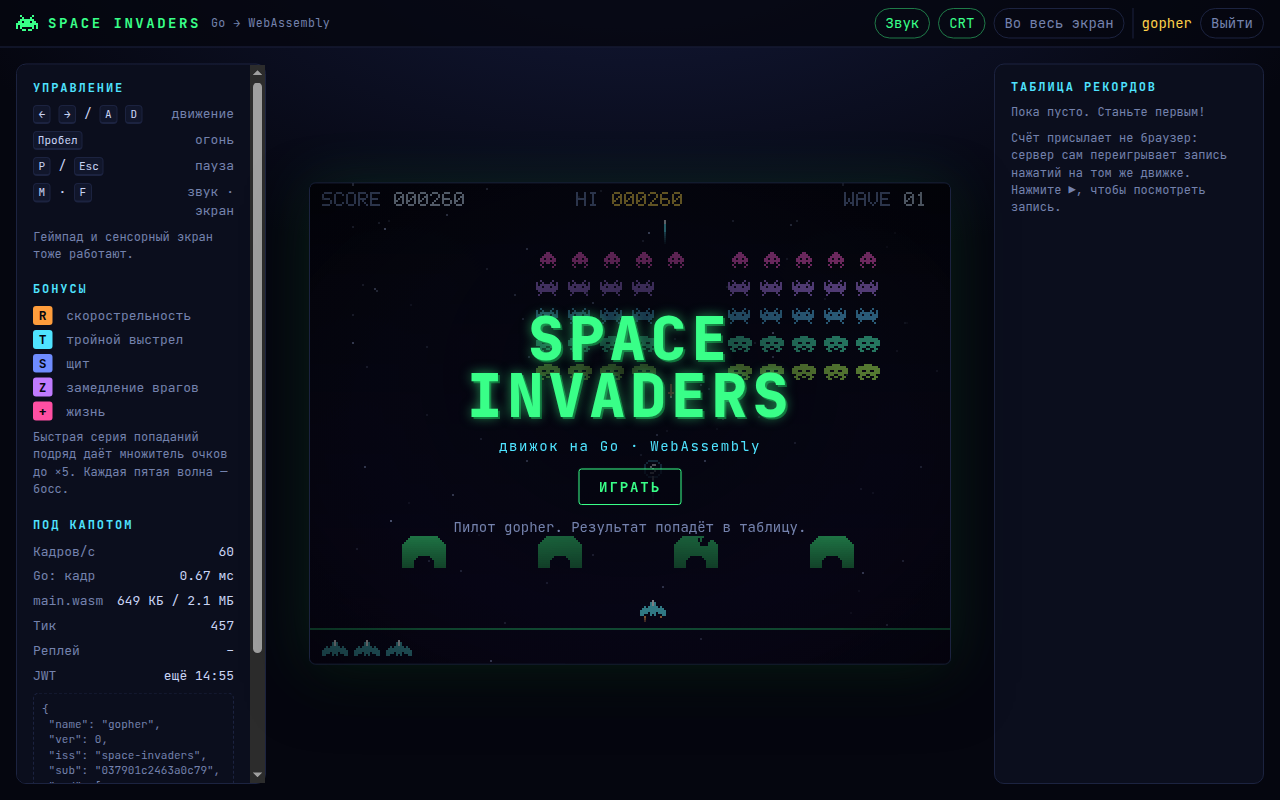 SPACE INVADERS Go → WebAssembly
Звук CRT Во весь экран gopher Выйти
УПРАВЛЕНИЕ
← → / A D движение
Пробел огонь
P / Esc пауза
M · F звук ·
экран
Геймпад и сенсорный экран
тоже работают.
БОНУСЫ
R скорострельность
T тройной выстрел
S щит
Z замедление врагов
+ жизнь
Быстрая серия попаданий
подряд даёт множитель очков
до ×5. Каждая пятая волна —
босс.
ПОД КАПОТОМ
Кадров/с 60
Go: кадр 0.67 мс
main.wasm 649 КБ / 2.1 МБ
Тик 457
Реплей –
JWT ещё 14:55
{
"name": "gopher",
"ver": 0,
"iss": "space-invaders",
"sub": "037901c2463a0c79",
SCORE 000260 HI 000260 WAVE 01
SPACE
INVADERS
движок на Go · WebAssembly
ИГРАТЬ
Пилот gopher. Результат попадёт в таблицу.
ТАБЛИЦА РЕКОРДОВ
Пока пусто. Станьте первым!
Счёт присылает не браузер:
сервер сам переигрывает запись
нажатий на том же движке.
Нажмите ▶, чтобы посмотреть
запись.